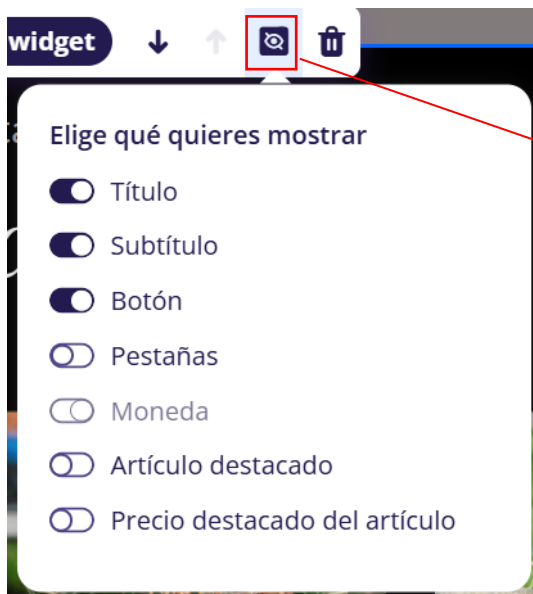 widget
Elige qué quieres mostrar
Título
Subtítulo
Botón
Pestañas
Moneda
Artículo destacado
Precio destacado del artículo